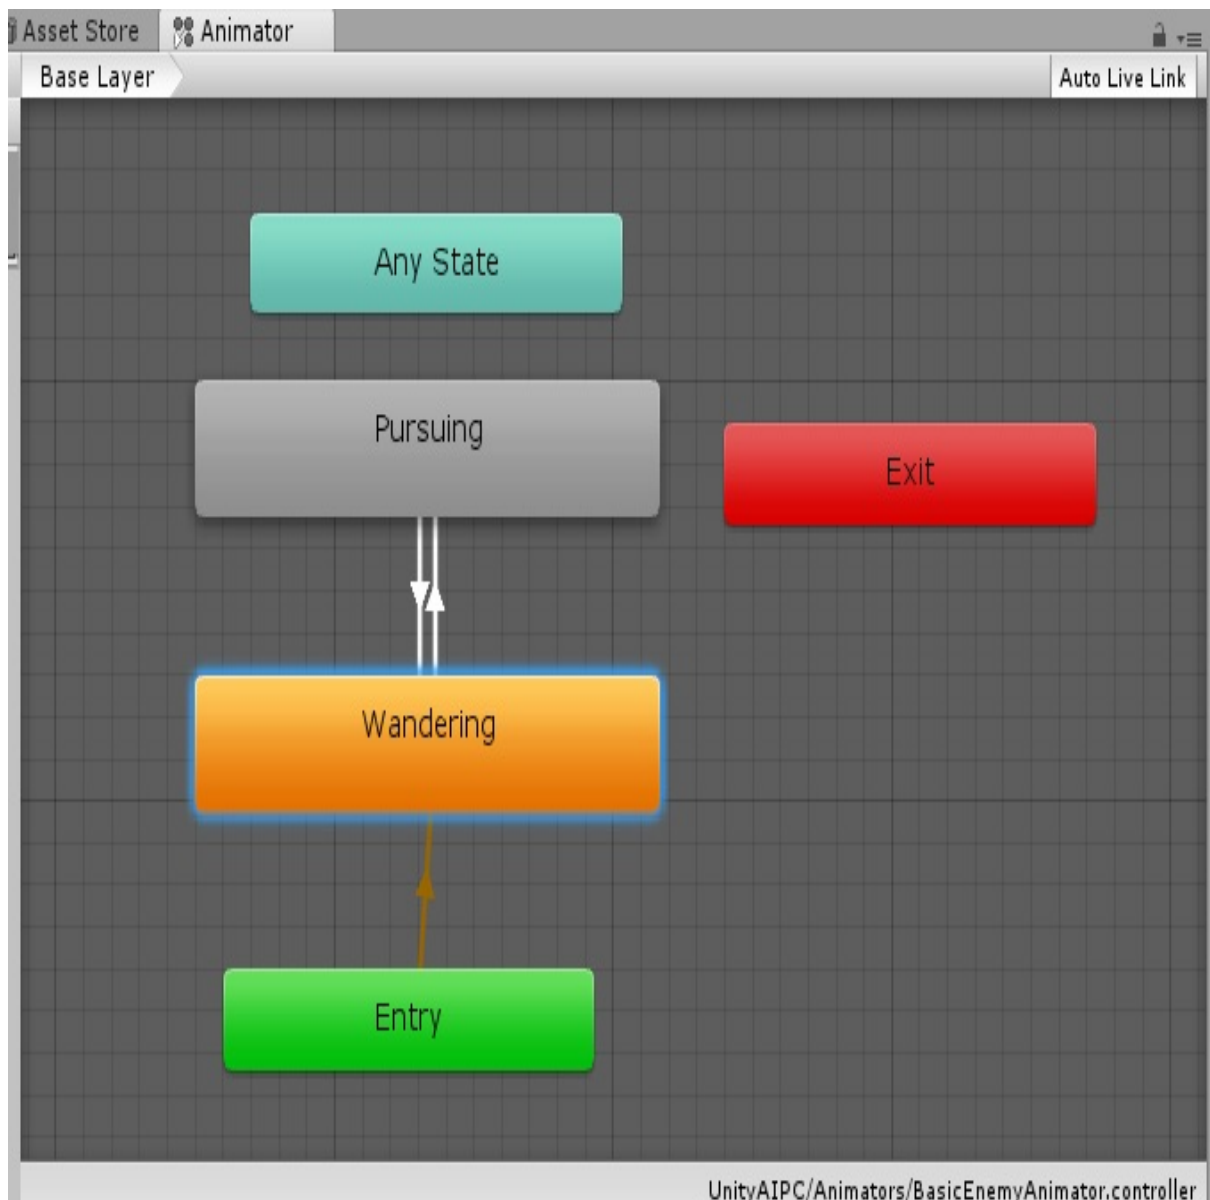 Asset Store
Animator
Base Layer
Auto Live Link
Any State
Pursuing
Exit
Wandering
Entry
UnityAIPC/Animators/BasicEnemyAnimator.controller